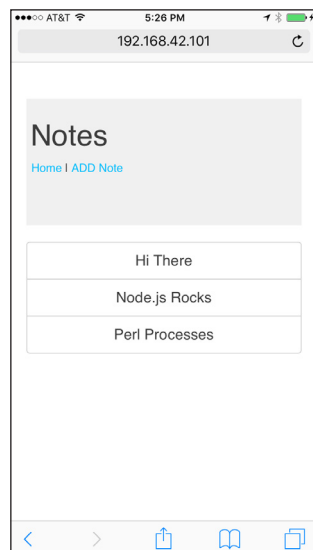 AT&T 5:26 PM
192.168.42.101
Notes
Home | ADD Note
Hi There
Node.js Rocks
Perl Processes